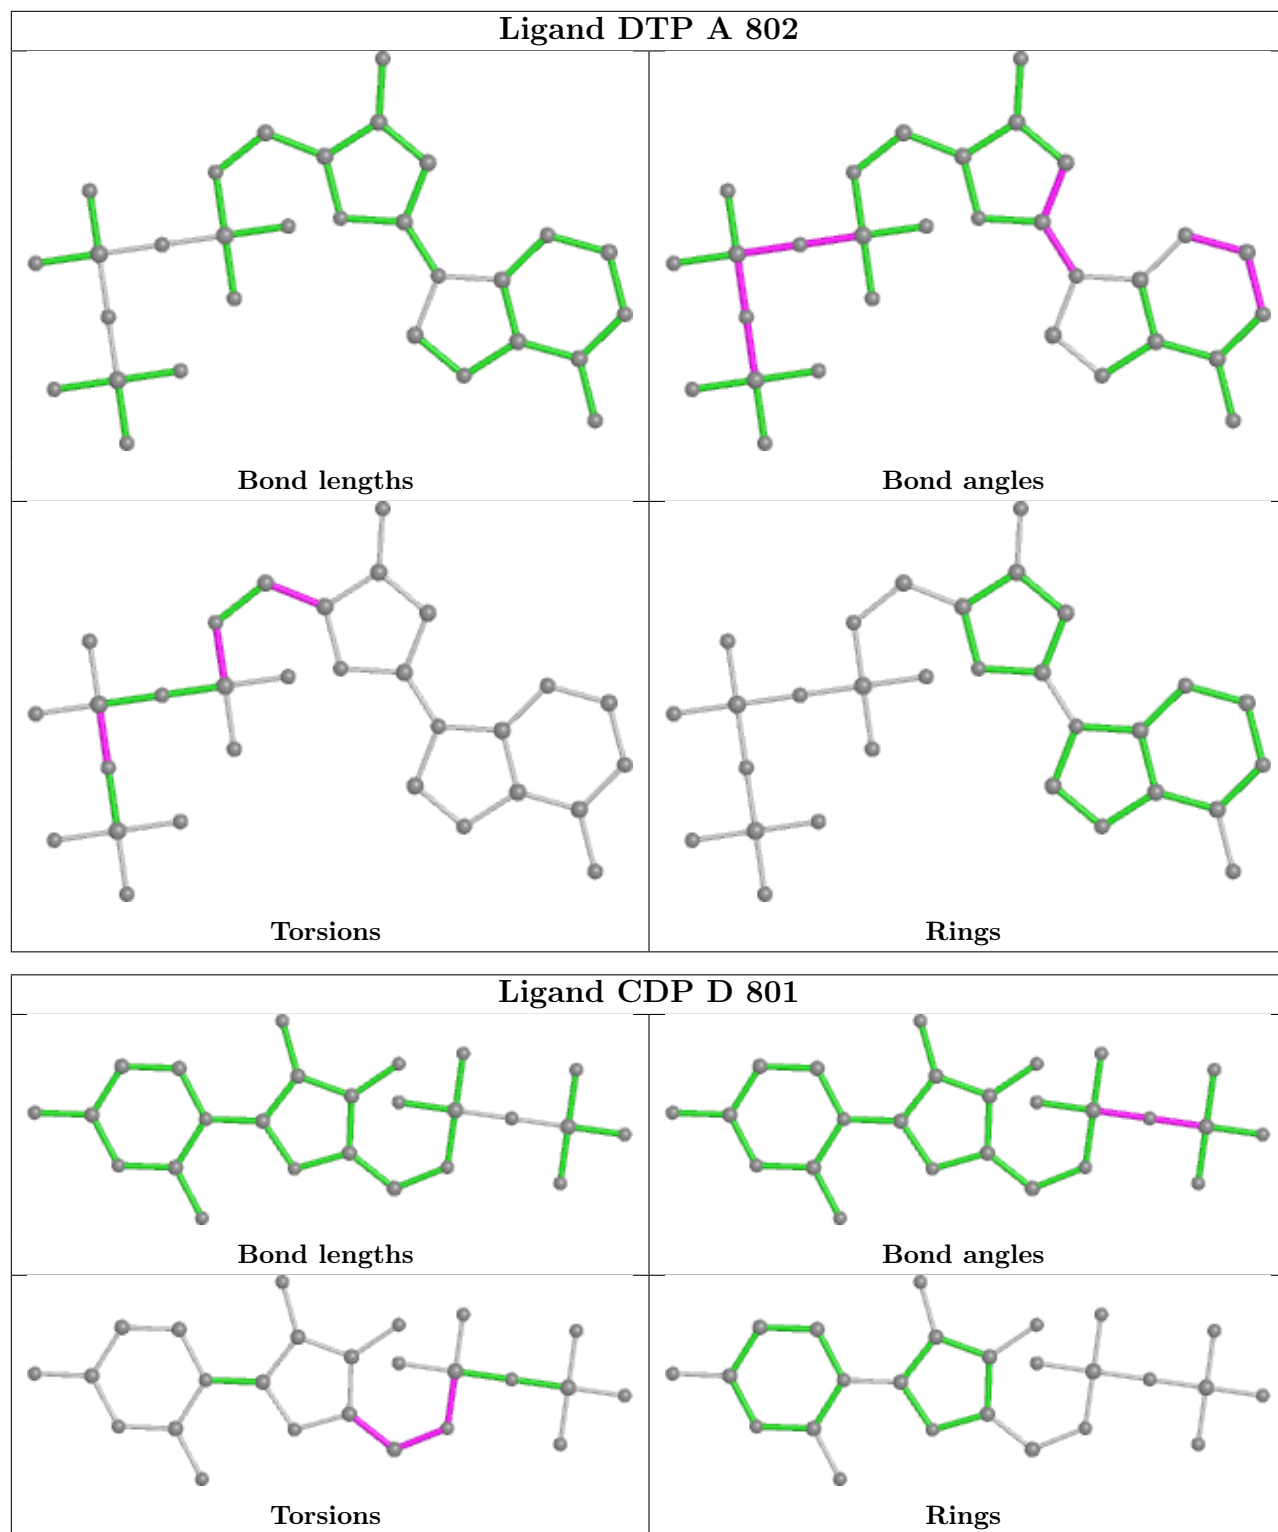 Ligand DTP A 802
Bond lengths
Bond angles
Torsions
Rings
Ligand CDP D 801
Bond lengths
Bond angles
Torsions
Rings